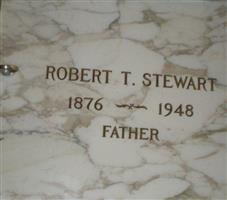 ROBERT T. STEWART
1876 ~ 1948
FATHER